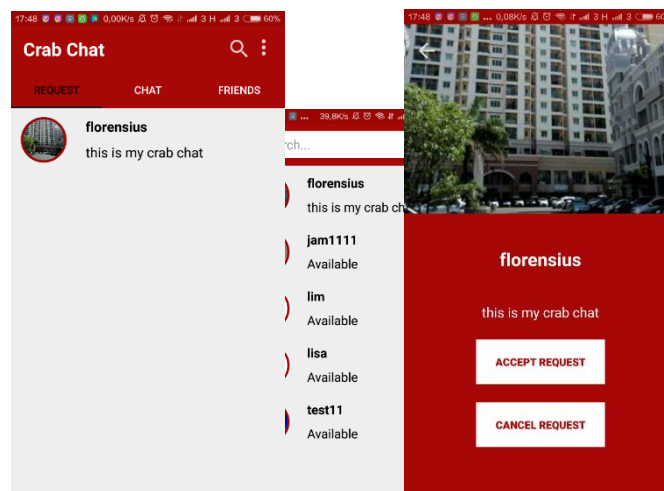 17:48 ... 0,00K/s 3 H 3 60%
Crab Chat
REQUEST CHAT FRIENDS
florensius
this is my crab chat
... 39,8K/s
rch...
florensius
this is my crab ch
jam1111
Available
lim
Available
lisa
Available
test11
Available
17:48 ... 0,08K/s 3 H 3 60
florensius
this is my crab chat
ACCEPT REQUEST
CANCEL REQUEST